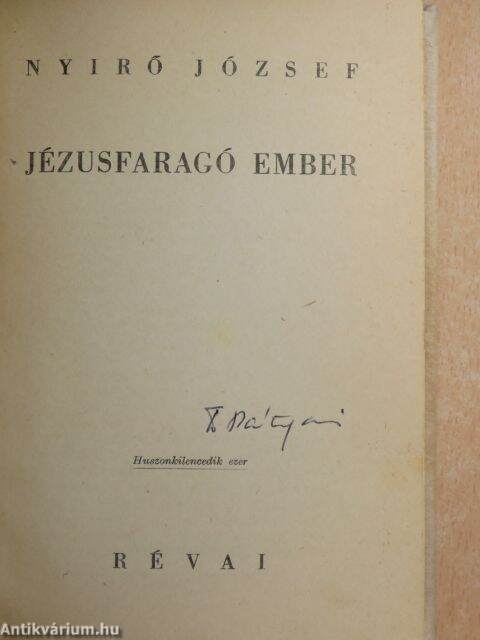 NYIRŐ JÓZSEF
JÉZUSFARAGÓ EMBER
Huszonkilencedik ezer
RÉVAI
Antikvárium.hu